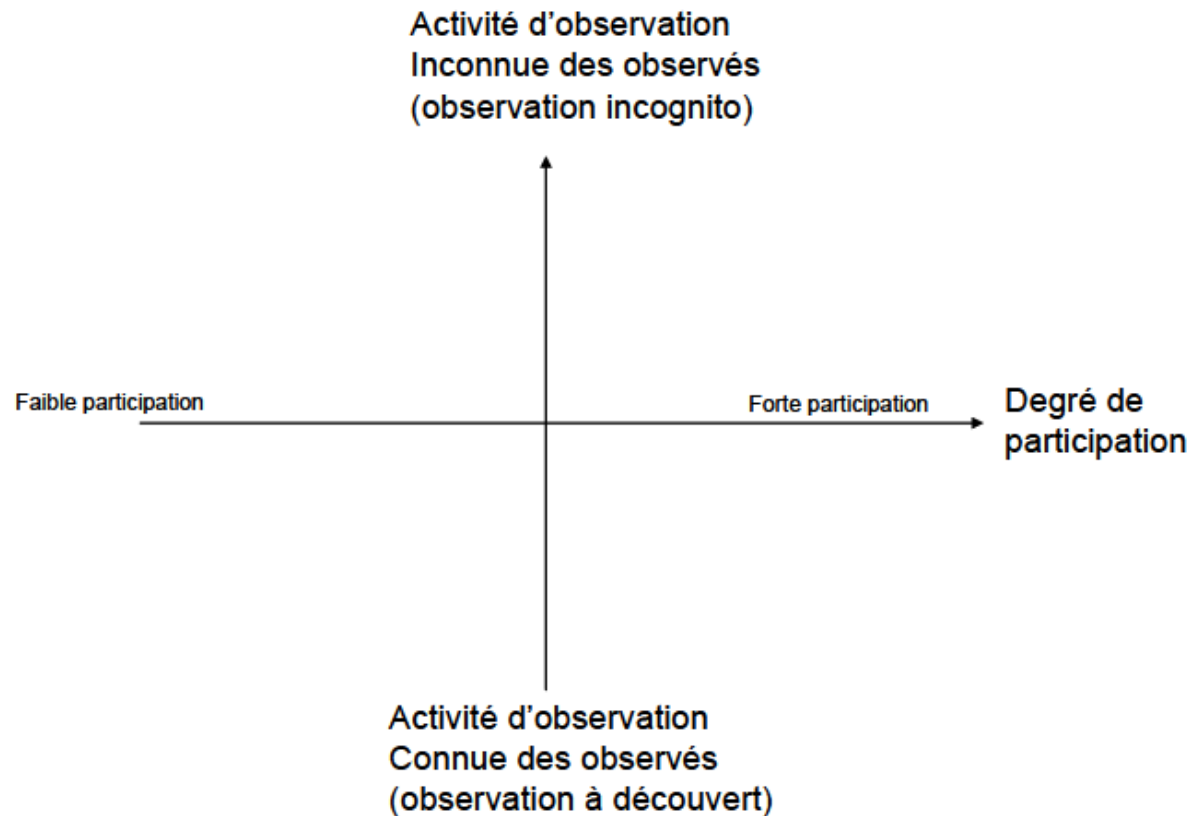 Activité d’observation
Inconnue des observés
(observation incognito)
Faible participation
Forte participation
Degré de
participation
Activité d’observation
Connue des observés
(observation à découvert)